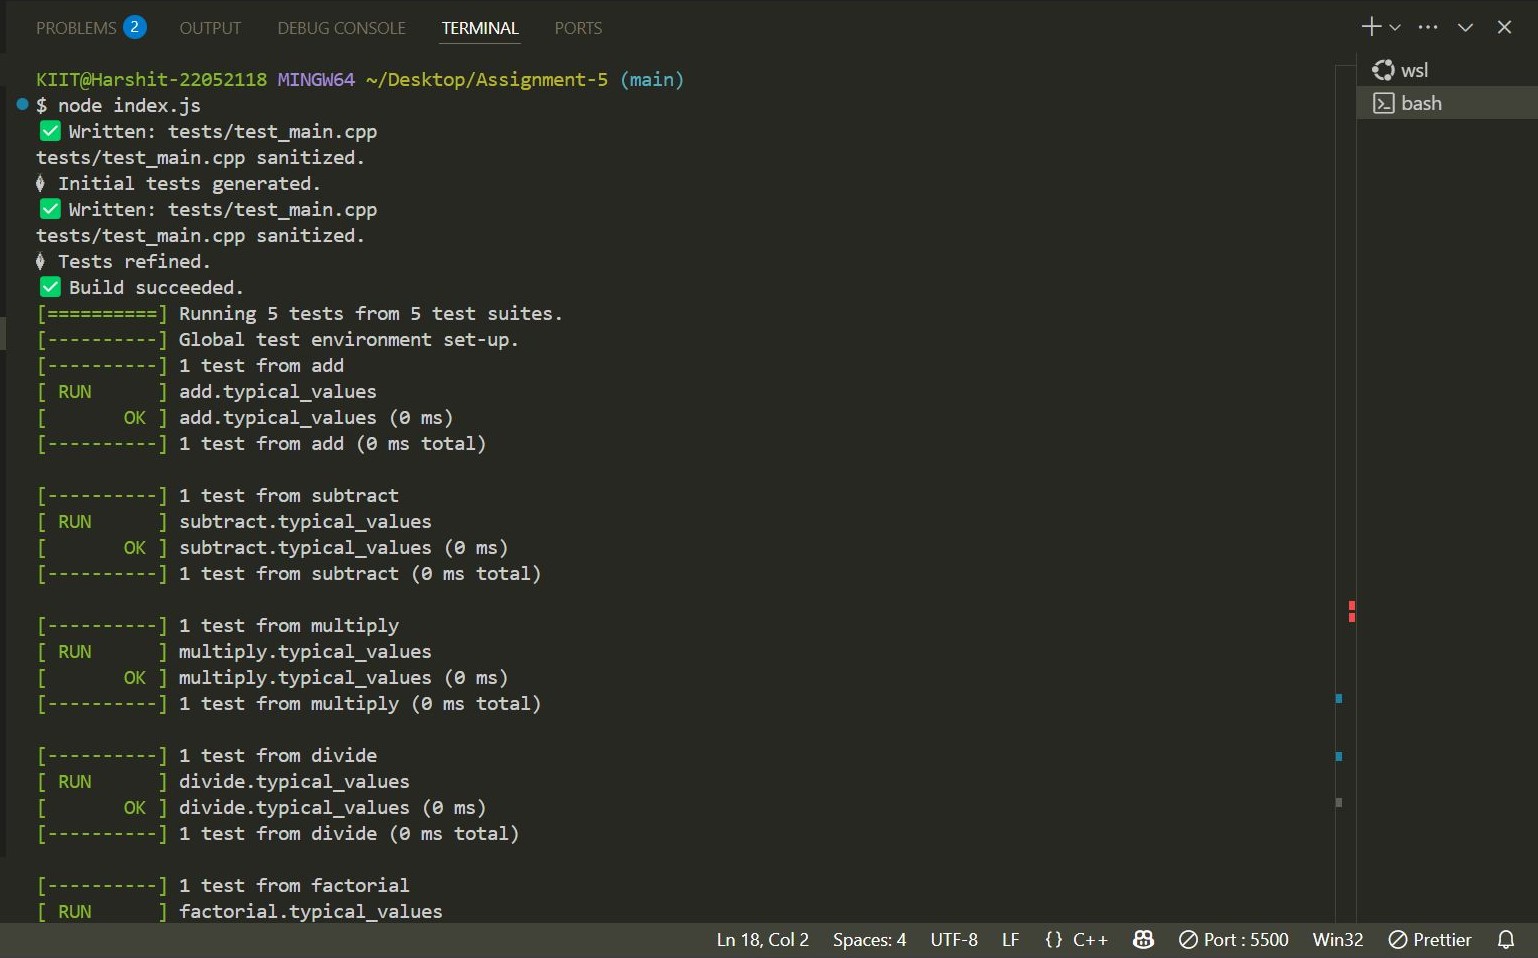 PROBLEMS 2 OUTPUT DEBUG CONSOLE TERMINAL PORTS
wsl
bash
KIIT@Harshit-22052118 MINGW64 ~/Desktop/Assignment-5 (main)
$ node index.js
✅ Written: tests/test_main.cpp
tests/test_main.cpp sanitized.
Initial tests generated.
✅ Written: tests/test_main.cpp
tests/test_main.cpp sanitized.
Tests refined.
✅ Build succeeded.
[==========] Running 5 tests from 5 test suites.
[----------] Global test environment set-up.
[----------] 1 test from add
[ RUN      ] add.typical_values
[       OK ] add.typical_values (0 ms)
[----------] 1 test from add (0 ms total)

[----------] 1 test from subtract
[ RUN      ] subtract.typical_values
[       OK ] subtract.typical_values (0 ms)
[----------] 1 test from subtract (0 ms total)

[----------] 1 test from multiply
[ RUN      ] multiply.typical_values
[       OK ] multiply.typical_values (0 ms)
[----------] 1 test from multiply (0 ms total)

[----------] 1 test from divide
[ RUN      ] divide.typical_values
[       OK ] divide.typical_values (0 ms)
[----------] 1 test from divide (0 ms total)

[----------] 1 test from factorial
[ RUN      ] factorial.typical_values
Ln 18, Col 2 Spaces: 4 UTF-8 LF {} C++ Port : 5500 Win32 Prettier